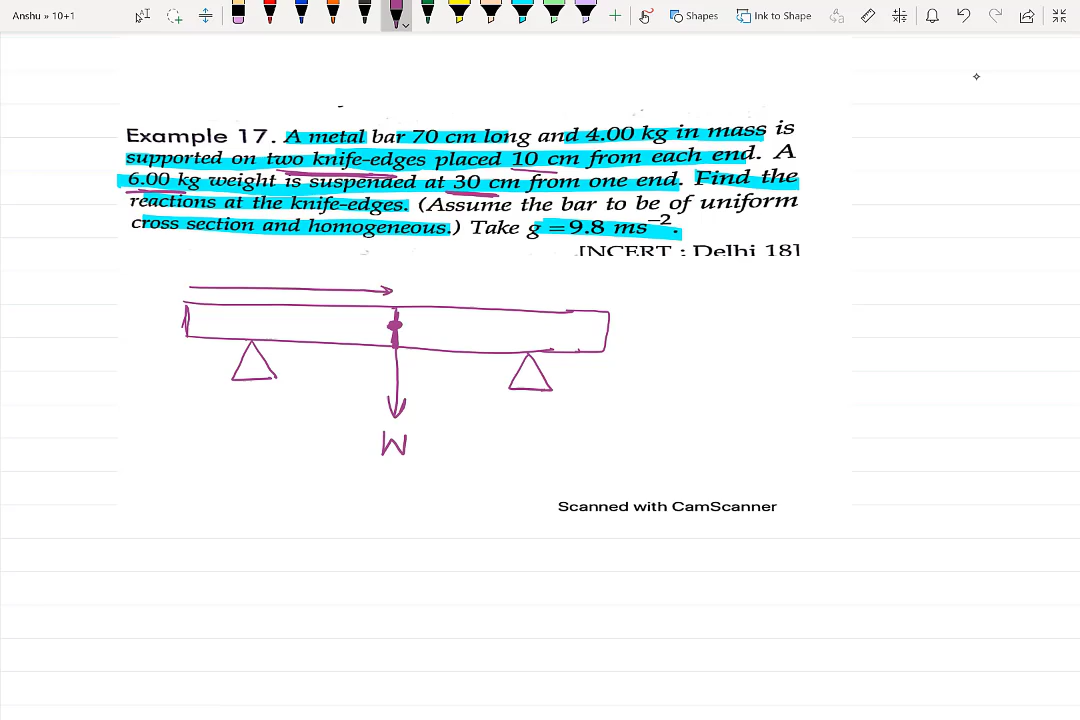 Anshu » 10+1
Shapes
Ink to Shape
Example 17. A metal bar 70 cm long and 4.00 kg in mass is
supported on two knife-edges placed 10 cm from each end. A
6.00 kg weight is suspended at 30 cm from one end. Find the
reactions at the knife-edges. (Assume the bar to be of uniform
cross section and homogeneous.) Take g = 9.8 ms⁻².
[NCERT : Delhi 18]
W
Scanned with CamScanner